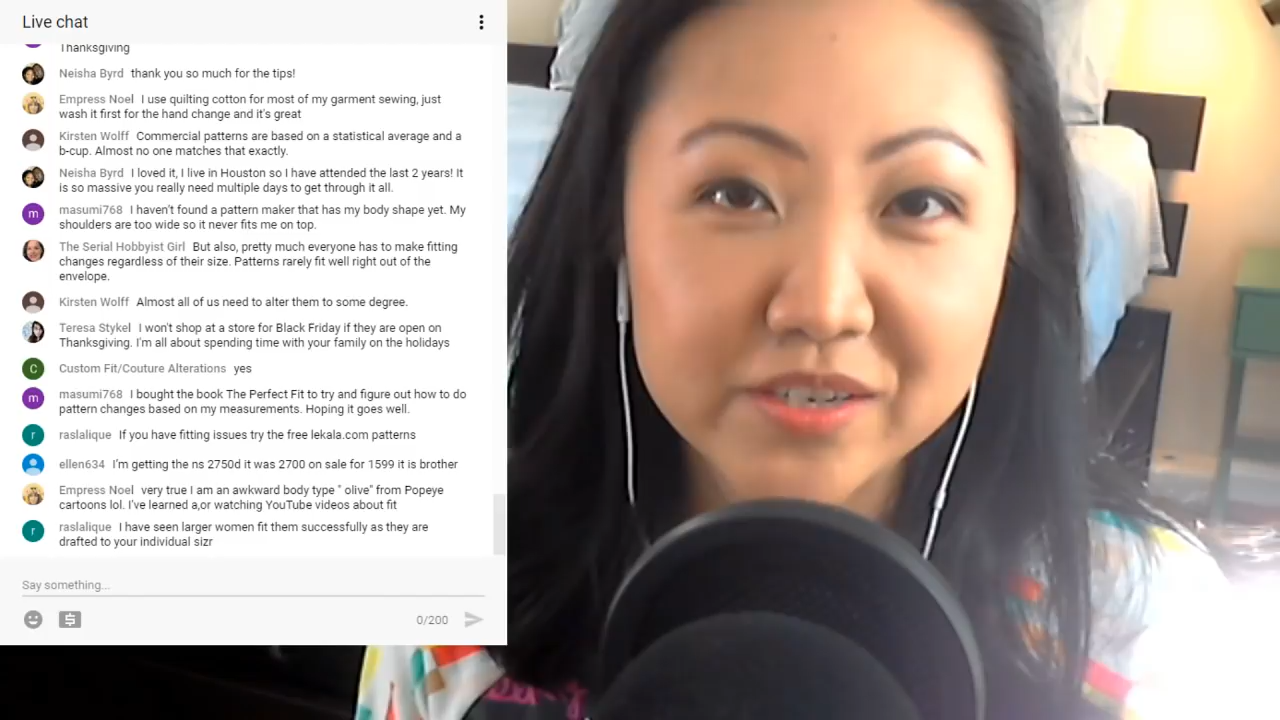 Live chat
Thanksgiving
Neisha Byrd thank you so much for the tips!
Empress Noel I use quilting cotton for most of my garment sewing, just
wash it first for the hand change and it's great
Kirsten Wolff Commercial patterns are based on a statistical average and a
b-cup. Almost no one matches that exactly.
Neisha Byrd I loved it, I live in Houston so I have attended the last 2 years! It
is so massive you really need multiple days to get through it all.
m
masumi768 I haven't found a pattern maker that has my body shape yet. My
shoulders are too wide so it never fits me on top.
The Serial Hobbyist Girl But also, pretty much everyone has to make fitting
changes regardless of their size. Patterns rarely fit well right out of the
envelope.
Kirsten Wolff Almost all of us need to alter them to some degree.
Teresa Stykel I won't shop at a store for Black Friday if they are open on
Thanksgiving. I'm all about spending time with your family on the holidays
C
Custom Fit/Couture Alterations yes
m
masumi768 I bought the book The Perfect Fit to try and figure out how to do
pattern changes based on my measurements. Hoping it goes well.
r
raslalique If you have fitting issues try the free lekala.com patterns
ellen634 I'm getting the ns 2750d it was 2700 on sale for 1599 it is brother
Empress Noel very true I am an awkward body type " olive" from Popeye
cartoons lol. I've learned a,or watching YouTube videos about fit
r
raslalique I have seen larger women fit them successfully as they are
drafted to your individual sizr
Say something...
0/200